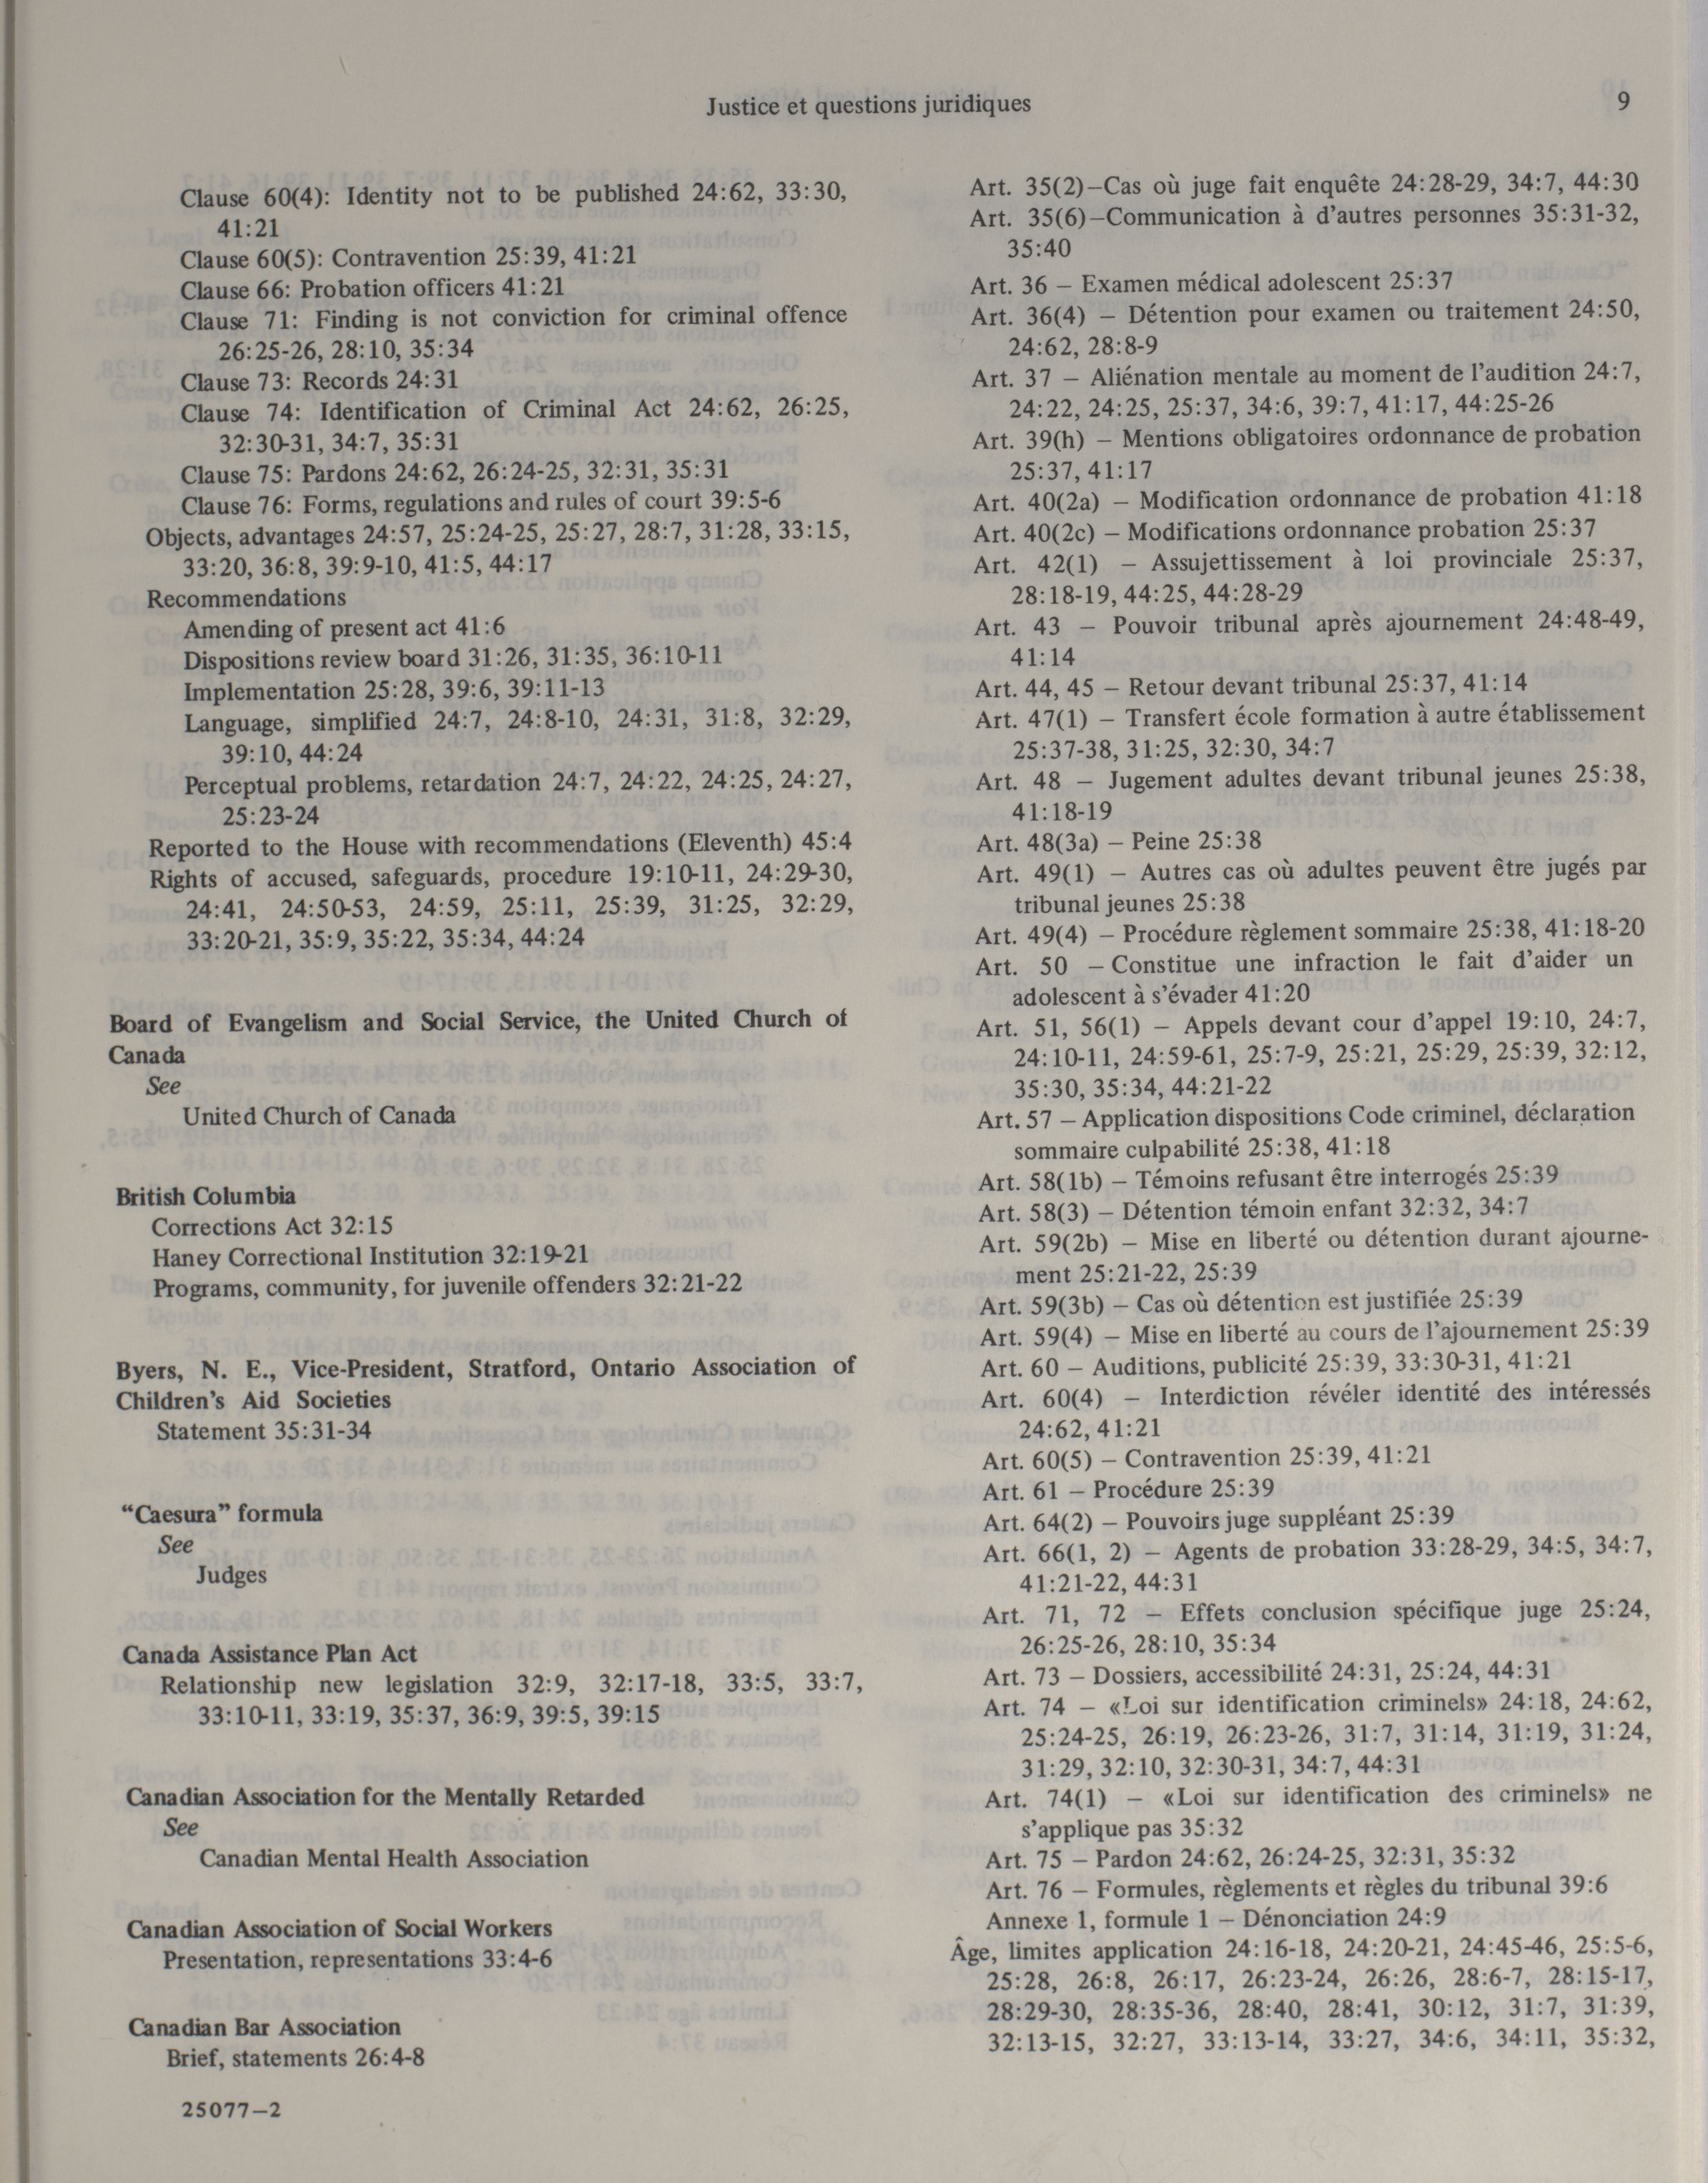 Justice et questions juridiques
9
Clause 60(4): Identity not to be published 24:62, 33:30,
41:21
Clause 60(5): Contravention 25:39, 41:21
Clause 66: Probation officers 41:21
Clause 71: Finding is not conviction for criminal offence
26:25-26, 28:10, 35:34
Clause 73: Records 24:31
Clause 74: Identification of Criminal Act 24:62, 26:25,
32:30-31, 34:7, 35:31
Clause 75: Pardons 24:62, 26:24-25, 32:31, 35:31
Clause 76: Forms, regulations and rules of court 39:5-6
Objects, advantages 24:57, 25:24-25, 25:27, 28:7, 31:28, 33:15,
33:20, 36:8, 39:9-10, 41:5, 44:17
Recommendations
Amending of present act 41:6
Dispositions review board 31:26, 31:35, 36:10-11
Implementation 25:28, 39:6, 39:11-13
Language, simplified 24:7, 24:8-10, 24:31, 31:8, 32:29,
39:10, 44:24
Perceptual problems, retardation 24:7, 24:22, 24:25, 24:27,
25:23-24
Reported to the House with recommendations (Eleventh) 45:4
Rights of accused, safeguards, procedure 19:10-11, 24:29-30,
24:41, 24:50-53, 24:59, 25:11, 25:39, 31:25, 32:29,
33:20-21, 35:9, 35:22, 35:34, 44:24
Board of Evangelism and Social Service, the United Church of
Canada
See
United Church of Canada
British Columbia
Corrections Act 32:15
Haney Correctional Institution 32:19-21
Programs, community, for juvenile offenders 32:21-22
Byers, N. E., Vice-President, Stratford, Ontario Association of
Children's Aid Societies
Statement 35:31-34
“Caesura” formula
See
Judges
Canada Assistance Plan Act
Relationship new legislation 32:9, 32:17-18, 33:5, 33:7,
33:10-11, 33:19, 35:37, 36:9, 39:5, 39:15
Canadian Association for the Mentally Retarded
See
Canadian Mental Health Association
Canadian Association of Social Workers
Presentation, representations 33:4-6
Canadian Bar Association
Brief, statements 26:4-8
25077—2
Art. 35(2)—Cas où juge fait enquête 24:28-29, 34:7, 44:30
Art. 35(6)—Communication à d'autres personnes 35:31-32,
35:40
Art. 36 — Examen médical adolescent 25:37
Art. 36(4) — Détention pour examen ou traitement 24:50,
24:62, 28:8-9
Art. 37 — Aliénation mentale au moment de l'audition 24:7,
24:22, 24:25, 25:37, 34:6, 39:7, 41:17, 44:25-26
Art. 39(h) — Mentions obligatoires ordonnance de probation
25:37, 41:17
Art. 40(2a) — Modification ordonnance de probation 41:18
Art. 40(2c) — Modifications ordonnance probation 25:37
Art. 42(1) — Assujettissement à loi provinciale 25:37,
28:18-19, 44:25, 44:28-29
Art. 43 — Pouvoir tribunal après ajournement 24:48-49,
41:14
Art. 44, 45 — Retour devant tribunal 25:37, 41:14
Art. 47(1) — Transfert école formation à autre établissement
25:37-38, 31:25, 32:30, 34:7
Art. 48 — Jugement adultes devant tribunal jeunes 25:38,
41:18-19
Art. 48(3a) — Peine 25:38
Art. 49(1) — Autres cas où adultes peuvent être jugés par
tribunal jeunes 25:38
Art. 49(4) — Procédure règlement sommaire 25:38, 41:18-20
Art. 50 — Constitue une infraction le fait d'aider un
adolescent à s'évader 41:20
Art. 51, 56(1) — Appels devant cour d'appel 19:10, 24:7,
24:10-11, 24:59-61, 25:7-9, 25:21, 25:29, 25:39, 32:12,
35:30, 35:34, 44:21-22
Art. 57 — Application dispositions Code criminel, déclaration
sommaire culpabilité 25:38, 41:18
Art. 58(1b) — Témoins refusant être interrogés 25:39
Art. 58(3) — Détention témoin enfant 32:32, 34:7
Art. 59(2b) — Mise en liberté ou détention durant ajourne-
ment 25:21-22, 25:39
Art. 59(3b) — Cas où détention est justifiée 25:39
Art. 59(4) — Mise en liberté au cours de l'ajournement 25:39
Art. 60 — Auditions, publicité 25:39, 33:30-31, 41:21
Art. 60(4) — Interdiction révéler identité des intéressés
24:62, 41:21
Art. 60(5) — Contravention 25:39, 41:21
Art. 61 — Procédure 25:39
Art. 64(2) — Pouvoirs juge suppléant 25:39
Art. 66(1, 2) — Agents de probation 33:28-29, 34:5, 34:7,
41:21-22, 44:31
Art. 71, 72 — Effets conclusion spécifique juge 25:24,
26:25-26, 28:10, 35:34
Art. 73 — Dossiers, accessibilité 24:31, 25:24, 44:31
Art. 74 — «Loi sur identification criminels» 24:18, 24:62,
25:24-25, 26:19, 26:23-26, 31:7, 31:14, 31:19, 31:24,
31:29, 32:10, 32:30-31, 34:7, 44:31
Art. 74(1) — «Loi sur identification des criminels» ne
s'applique pas 35:32
Art. 75 — Pardon 24:62, 26:24-25, 32:31, 35:32
Art. 76 — Formules, règlements et règles du tribunal 39:6
Annexe 1, formule 1 — Dénonciation 24:9
Âge, limites application 24:16-18, 24:20-21, 24:45-46, 25:5-6,
25:28, 26:8, 26:17, 26:23-24, 26:26, 28:6-7, 28:15-17,
28:29-30, 28:35-36, 28:40, 28:41, 30:12, 31:7, 31:39,
32:13-15, 32:27, 33:13-14, 33:27, 34:6, 34:11, 35:32,